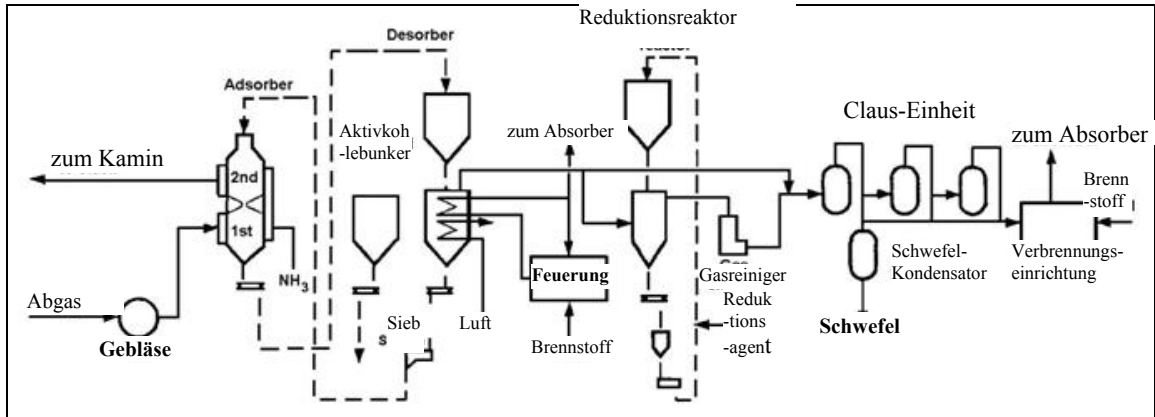 Reduktionsreaktor
Desorber
Adsorber
Aktivkoh
-lebunker
zum Absorber
Claus-Einheit
zum Absorber
zum Kamin
2nd
1st
Brenn
-stoff
NH3
Feuerung
Gasreiniger
Schwefel-
Kondensator
Verbrennungs-
einrichtung
Abgas
Gebläse
Sieb
s
Luft
Brennstoff
Reduk
-tions
-agent
Schwefel